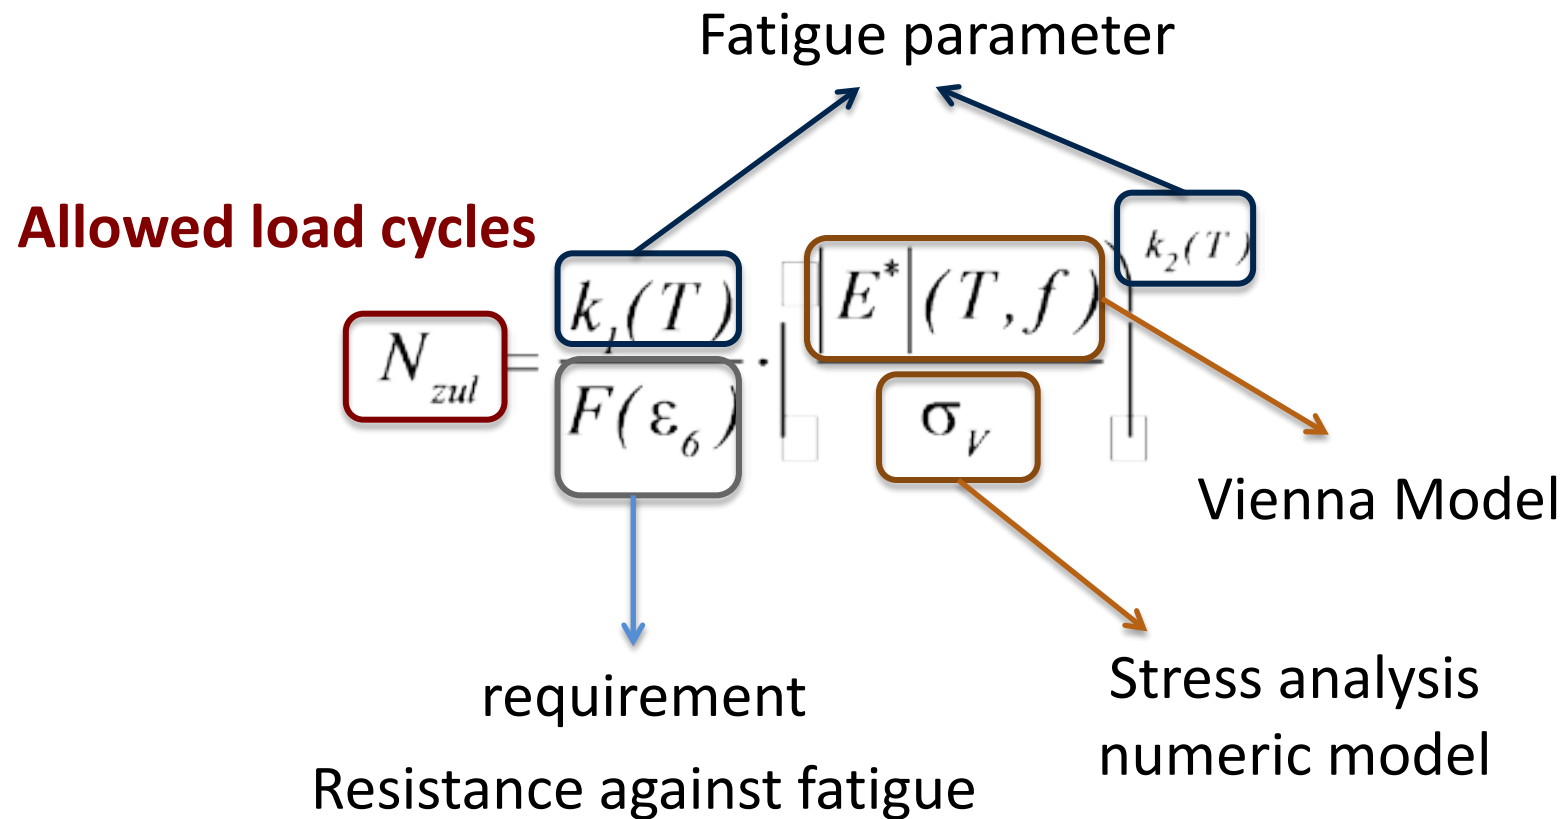 Fatigue parameter
Allowed load cycles
N_zul = k_1(T) / F(ε_6) · (|E*|(T,f) / σ_V)^k_2(T)
Vienna Model
requirement
Resistance against fatigue
Stress analysis
numeric model